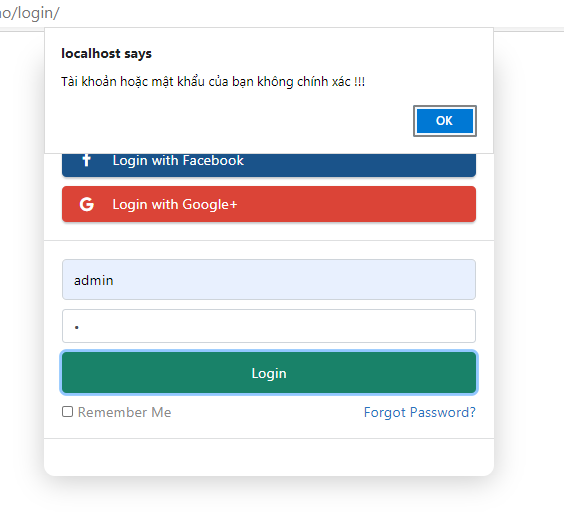 no/login/
localhost says
Tài khoản hoặc mật khẩu của bạn không chính xác !!!
OK
Login with Facebook
Login with Google+
admin
Login
Remember Me
Forgot Password?